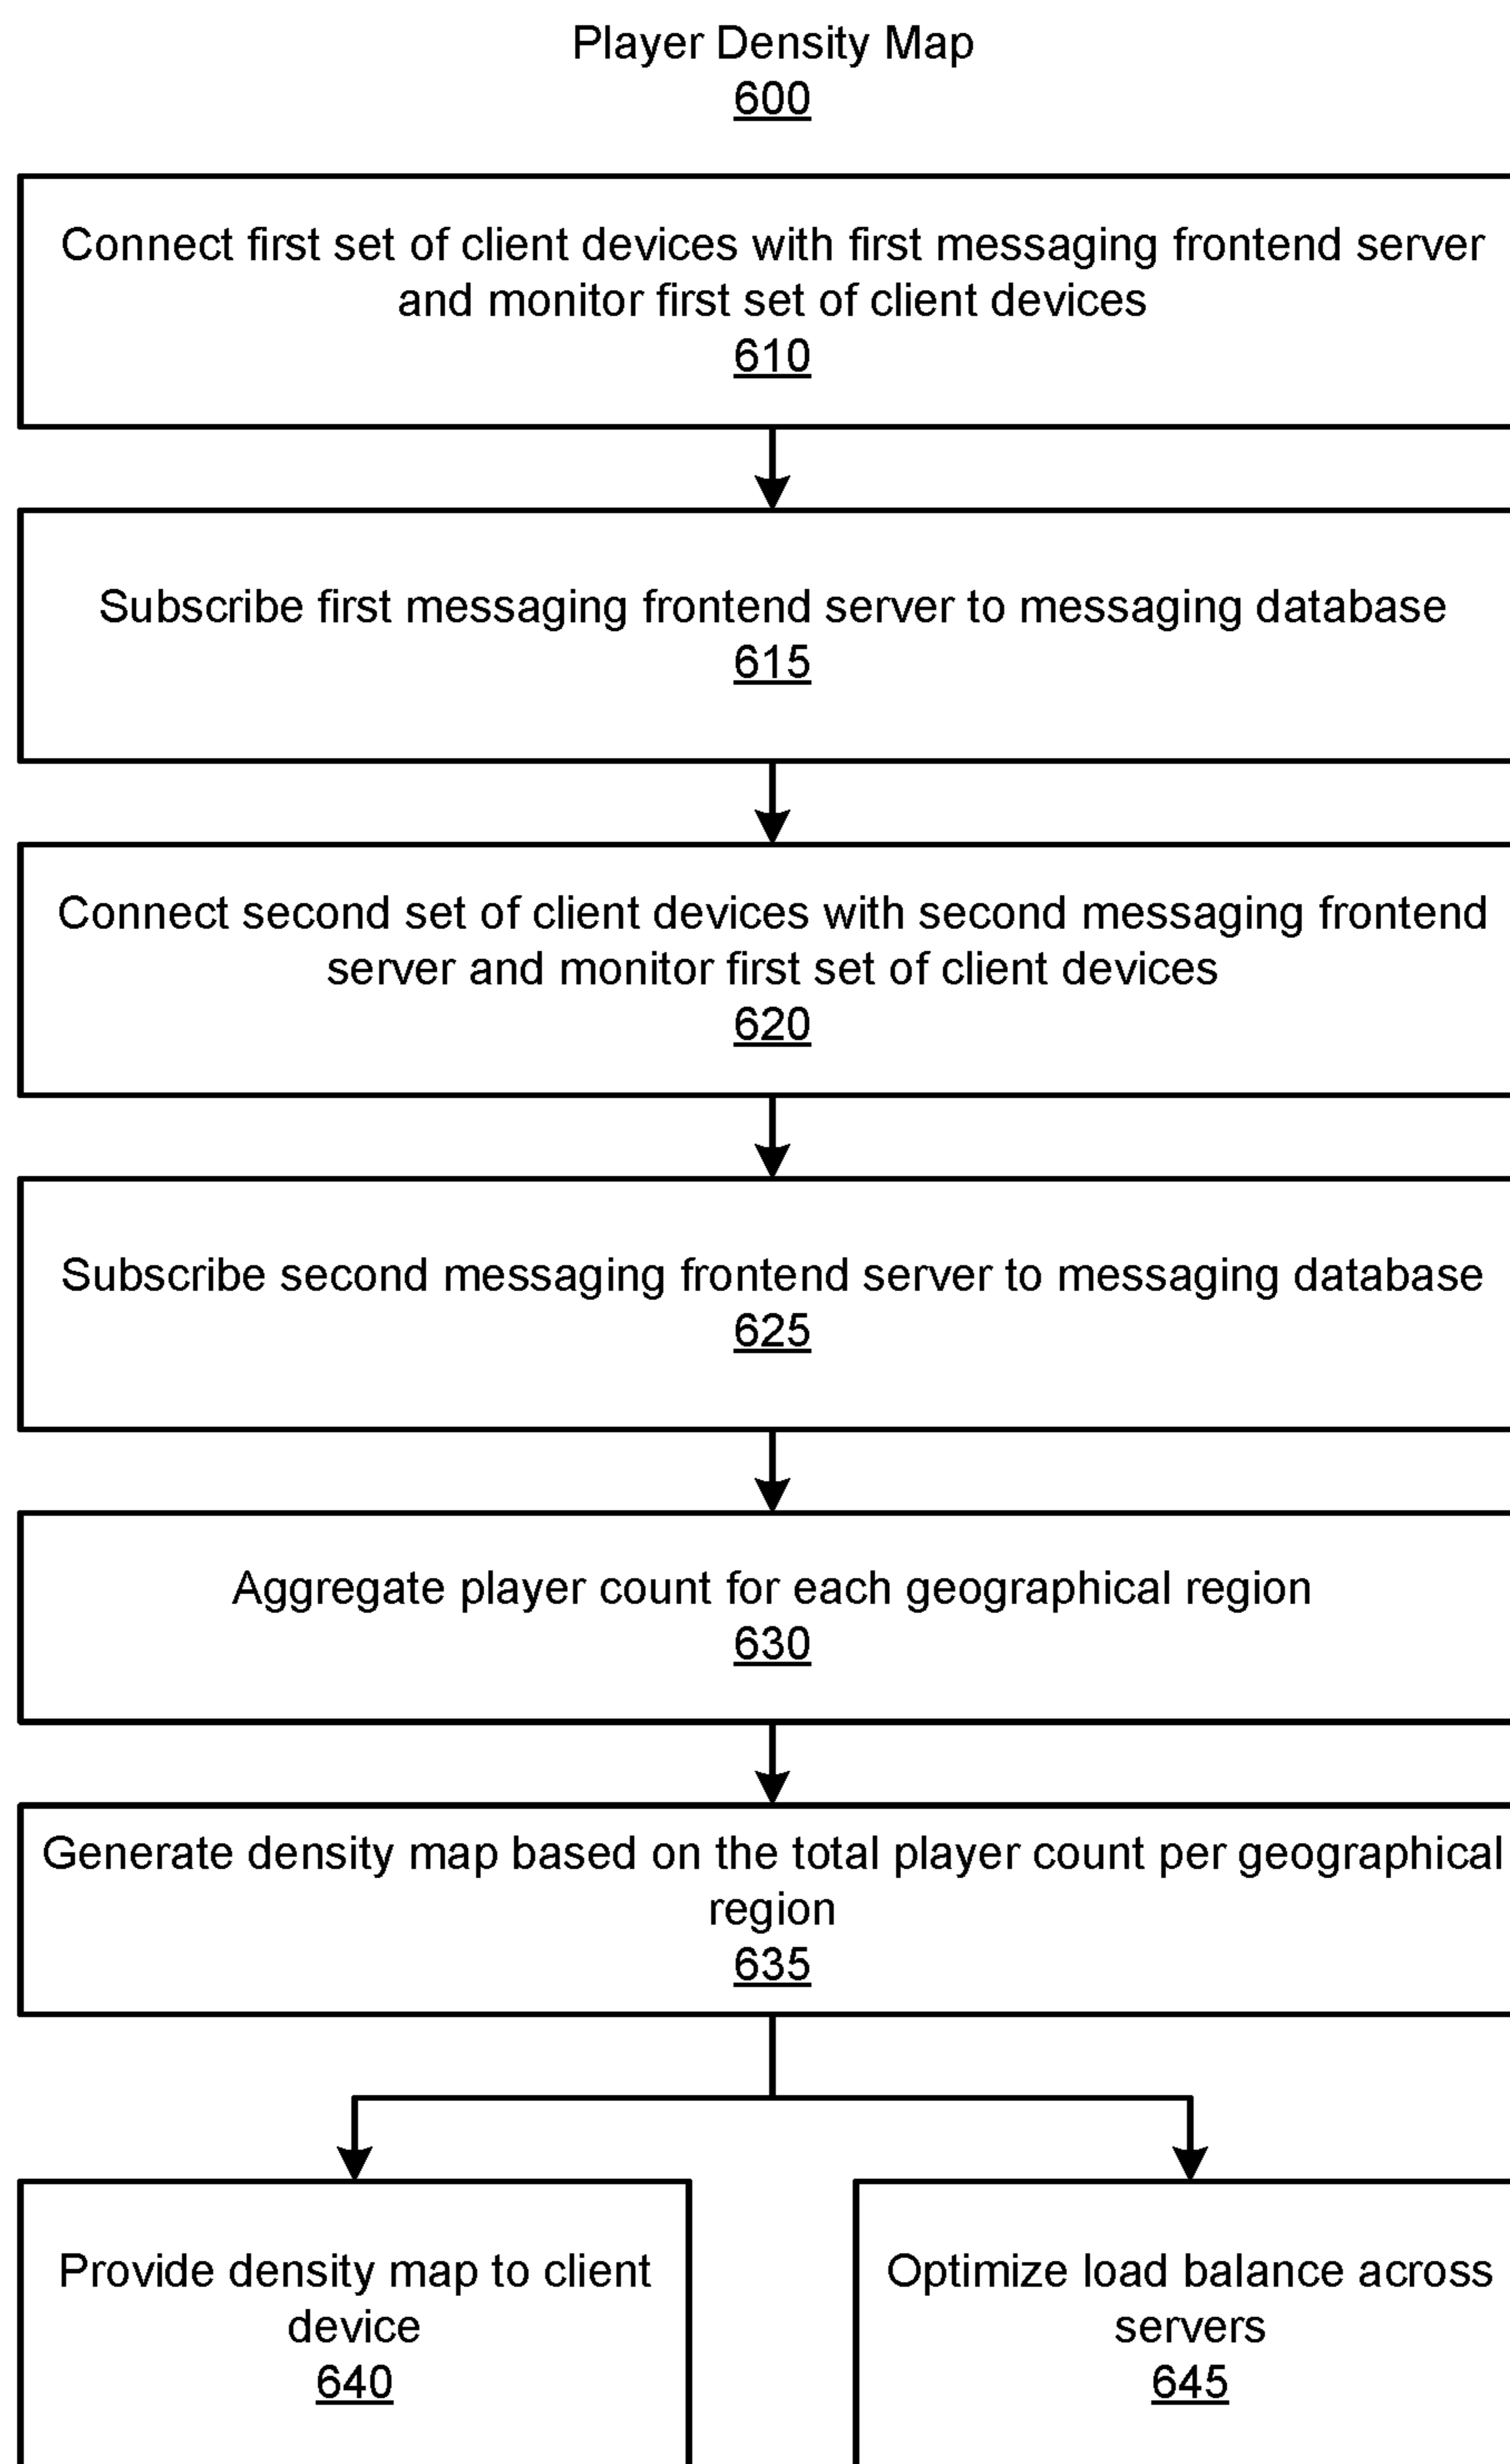 Player Density Map
600
Connect first set of client devices with first messaging frontend server
and monitor first set of client devices
610
Subscribe first messaging frontend server to messaging database
615
Connect second set of client devices with second messaging frontend
server and monitor first set of client devices
620
Subscribe second messaging frontend server to messaging database
625
Aggregate player count for each geographical region
630
Generate density map based on the total player count per geographical
region
635
Provide density map to client
device
640
Optimize load balance across
servers
645